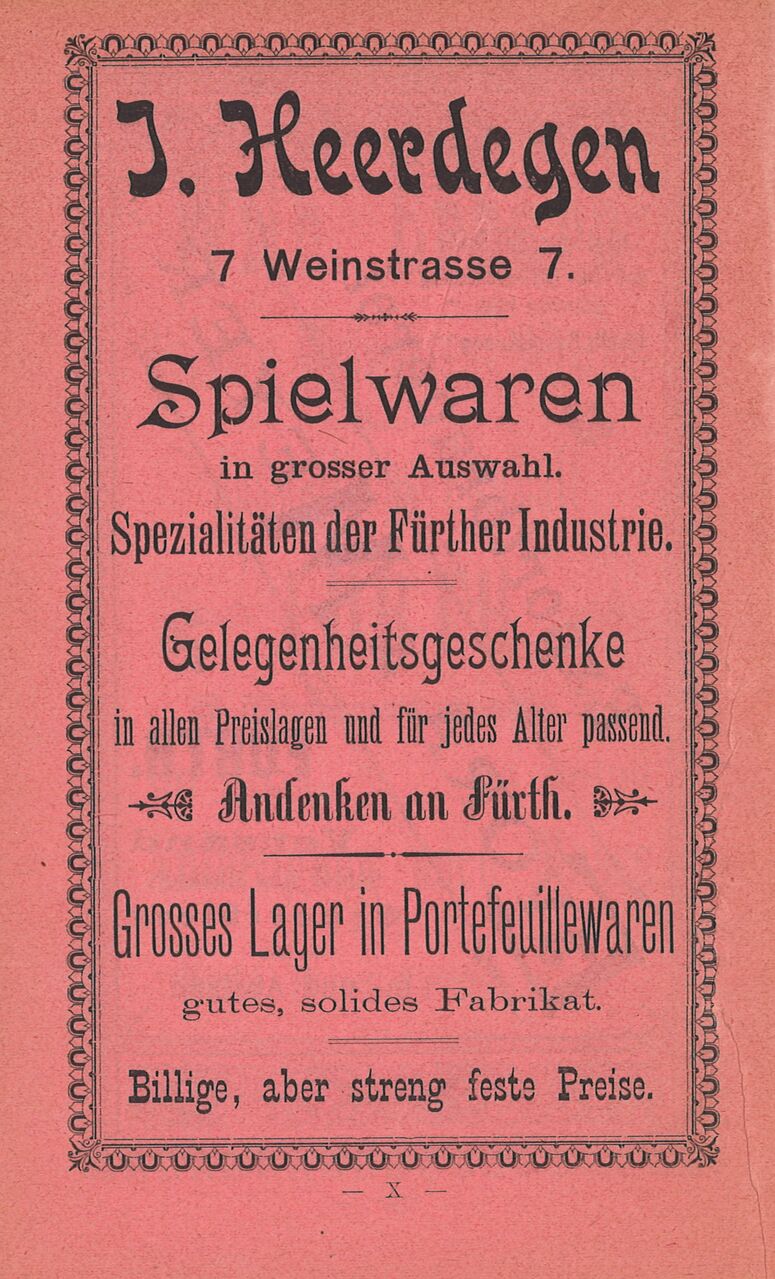 J. Heerdegen
7 Weinstrasse 7.
Spielwaren
in grosser Auswahl.
Spezialitäten der Fürther Industrie.
Gelegenheitsgeschenke
in allen Preislagen und für jedes Alter passend.
Andenken an Fürth.
Grosses Lager in Portefeuillewaren
gutes, solides Fabrikat.
Billige, aber streng feste Preise.
— X —